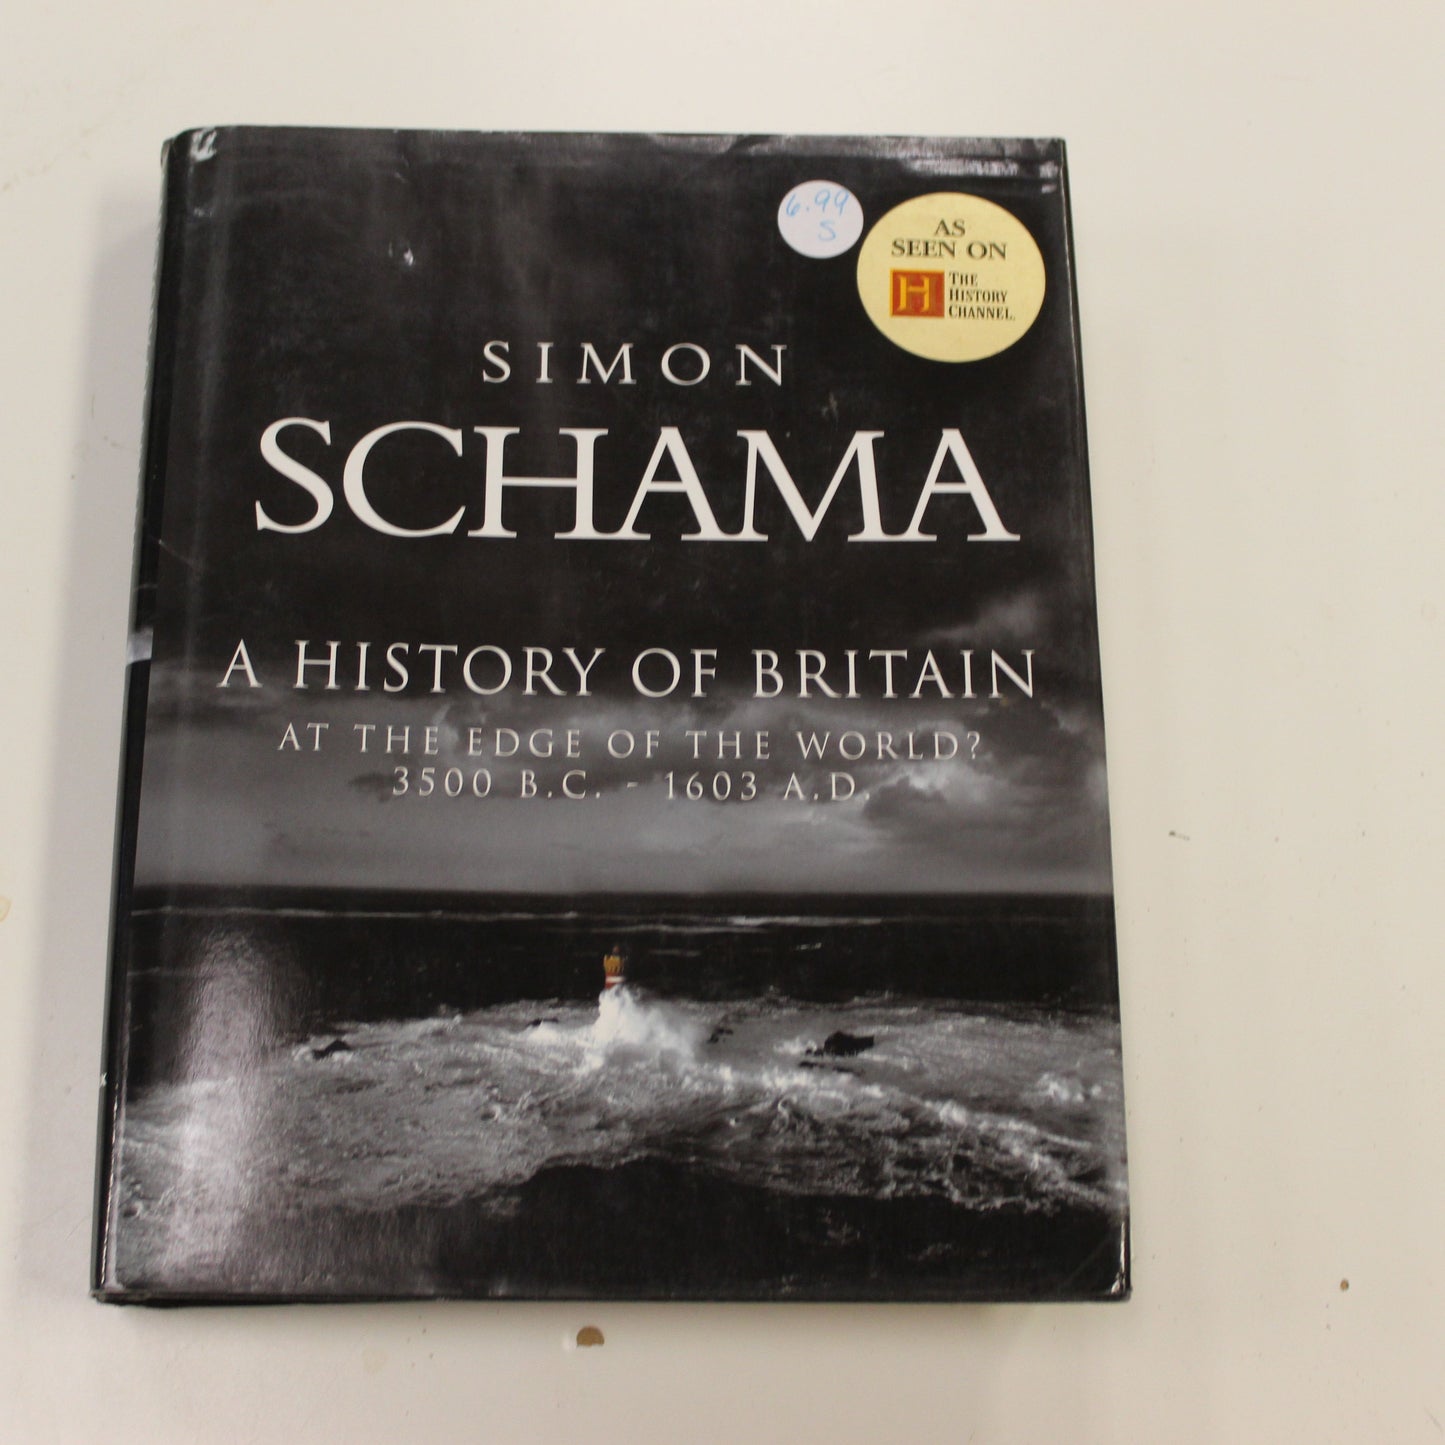 6.99
S
AS
SEEN ON
H
THE
HISTORY
CHANNEL.
SIMON
SCHAMA
A HISTORY OF BRITAIN
AT THE EDGE OF THE WORLD?
3500 B.C. - 1603 A.D.